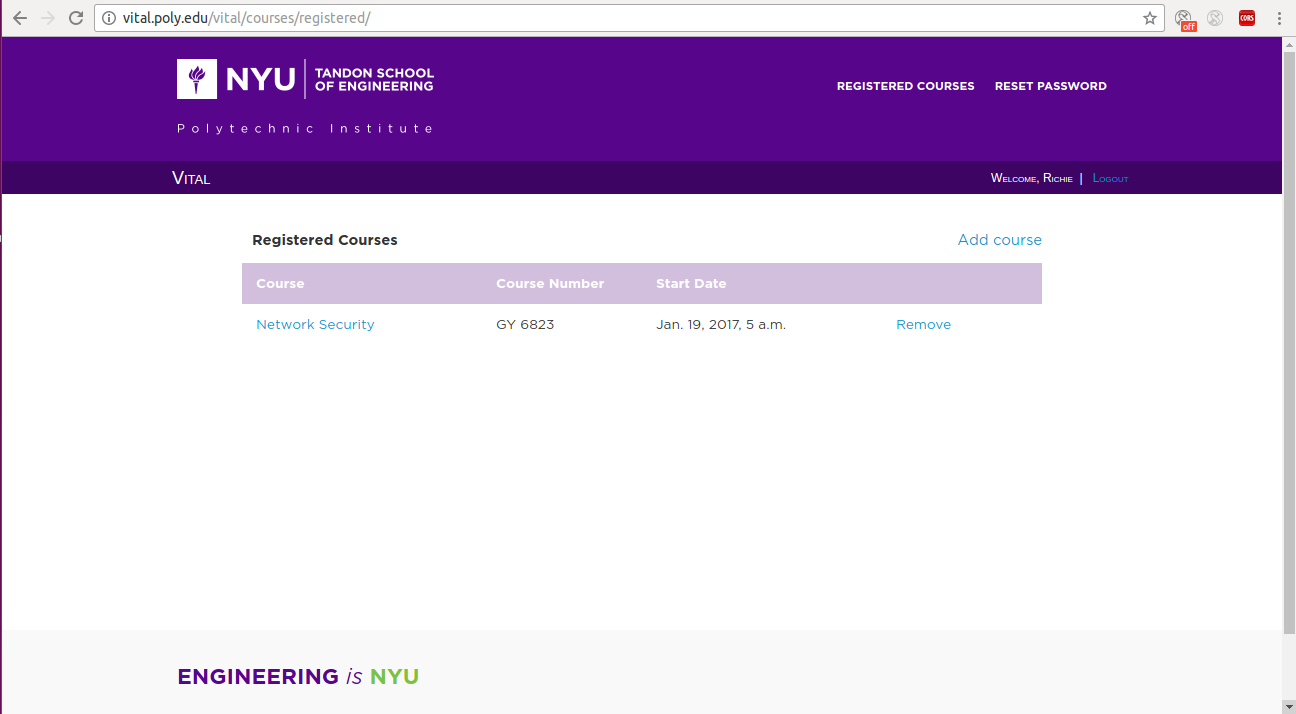 vital.poly.edu/vital/courses/registered/
off
CORS
NYU TANDON SCHOOL
OF ENGINEERING
Polytechnic Institute
REGISTERED COURSES RESET PASSWORD
Vital
Welcome, Richie | Logout
Registered Courses Add course
Course Course Number Start Date
Network Security GY 6823 Jan. 19, 2017, 5 a.m. Remove
ENGINEERING is NYU